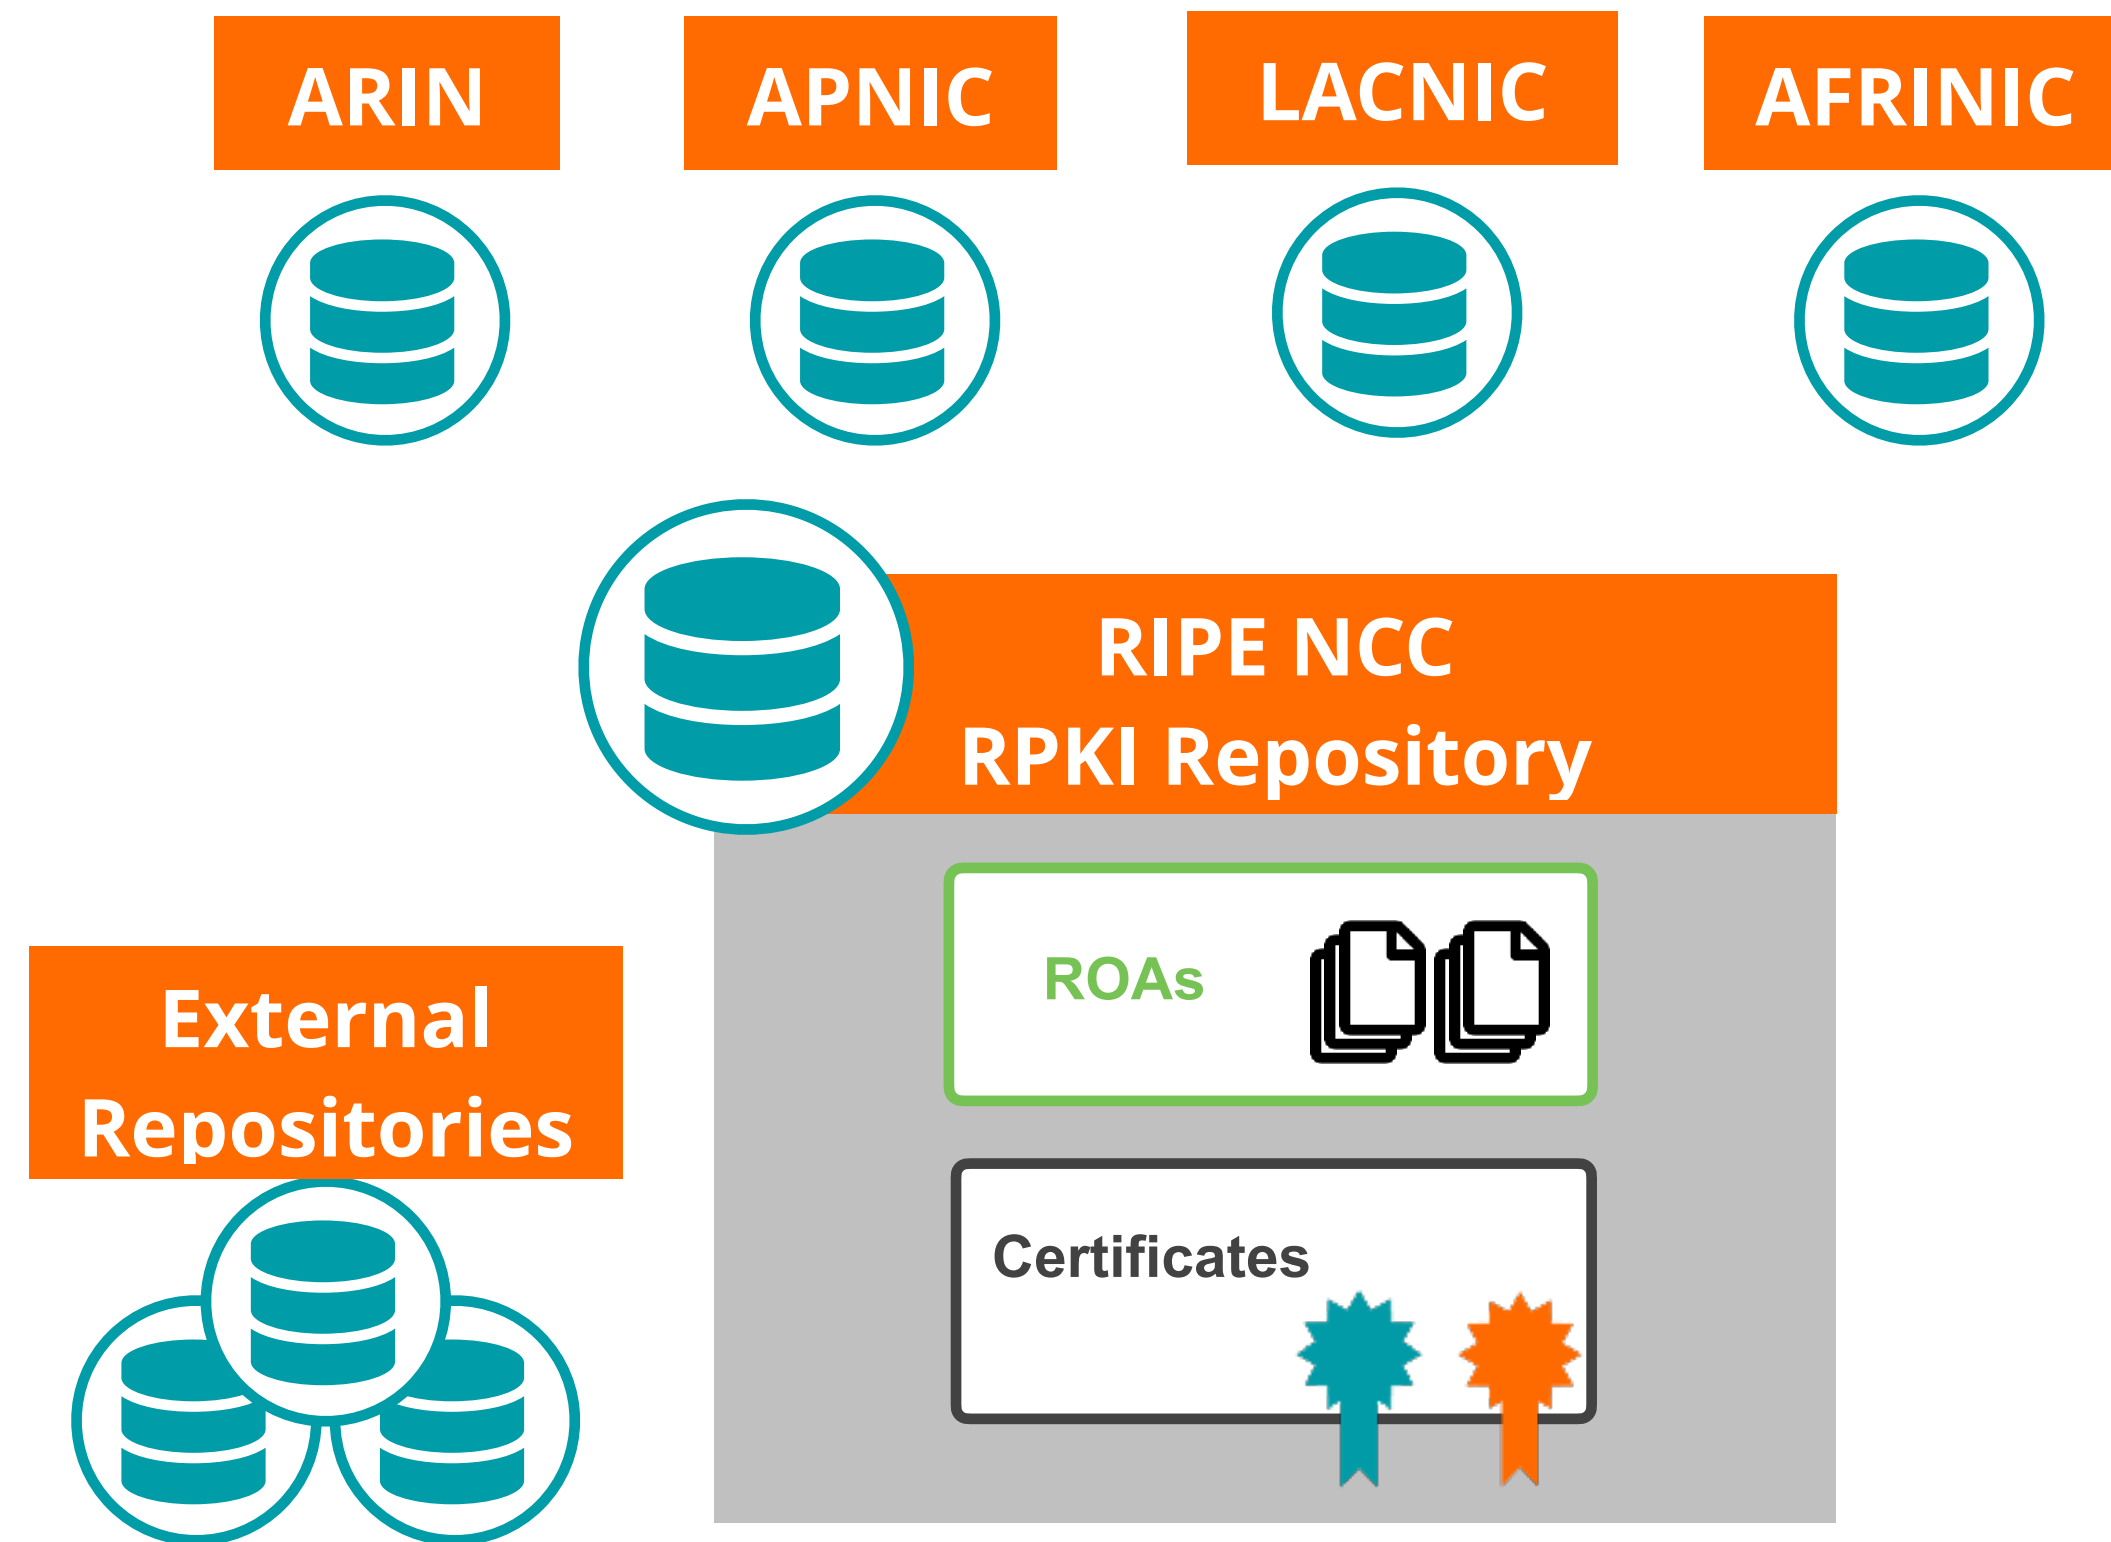 ARIN
APNIC
LACNIC
AFRINIC
RIPE NCC
RPKI Repository
ROAs
External
Repositories
Certificates